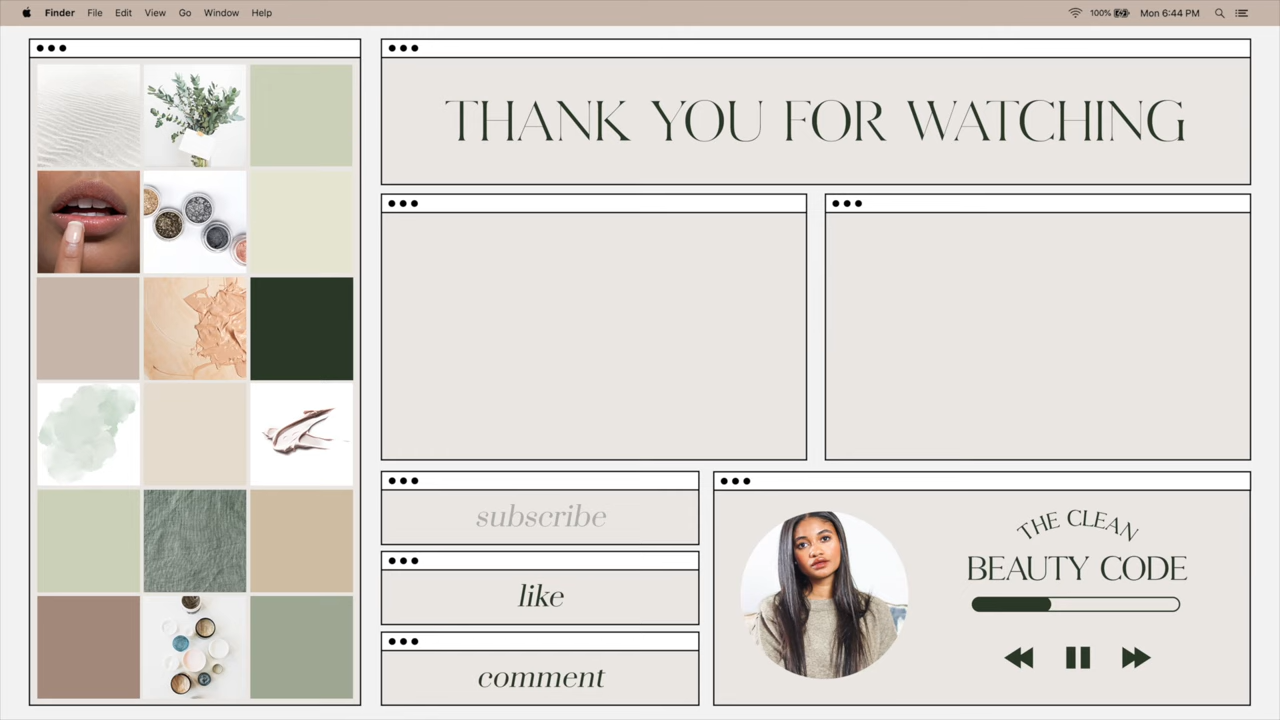 Finder File Edit View Go Window Help 100% Mon 6:44 PM
THANK YOU FOR WATCHING
subscribe
like
comment
THE CLEAN
BEAUTY CODE